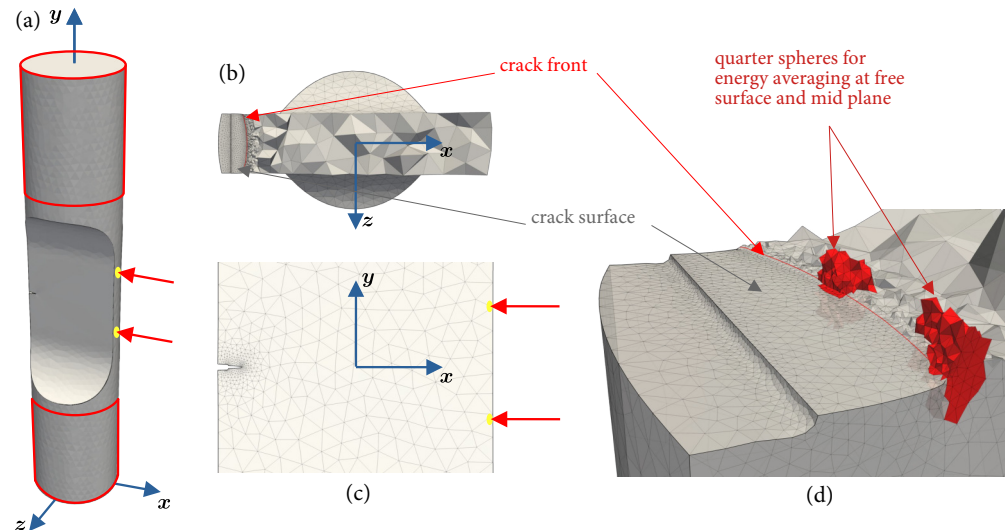 (a)
y
x
z
(b)
crack front
quarter spheres for
energy averaging at free
surface and mid plane
x
z
crack surface
y
x
(c)
(d)